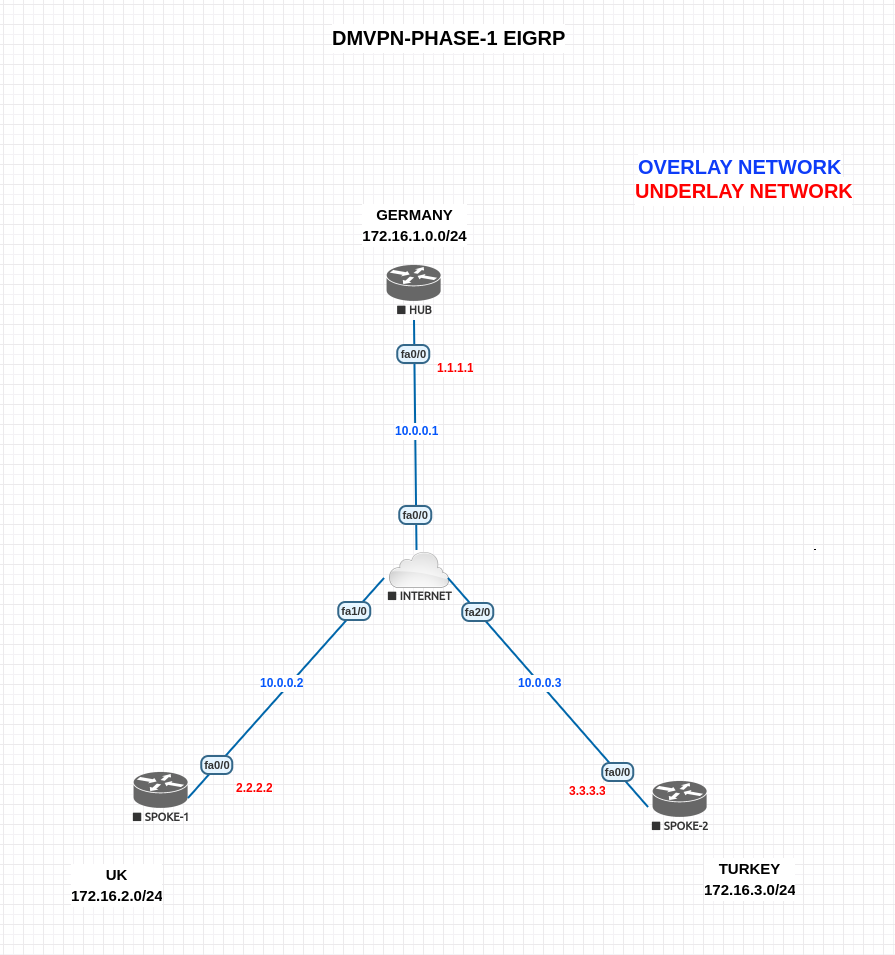 DMVPN-PHASE-1 EIGRP
OVERLAY NETWORK
UNDERLAY NETWORK
GERMANY
172.16.1.0.0/24
HUB
fa0/0
1.1.1.1
10.0.0.1
fa0/0
INTERNET
fa1/0
fa2/0
10.0.0.2
10.0.0.3
fa0/0
2.2.2.2
SPOKE-1
fa0/0
3.3.3.3
SPOKE-2
UK
172.16.2.0/24
TURKEY
172.16.3.0/24